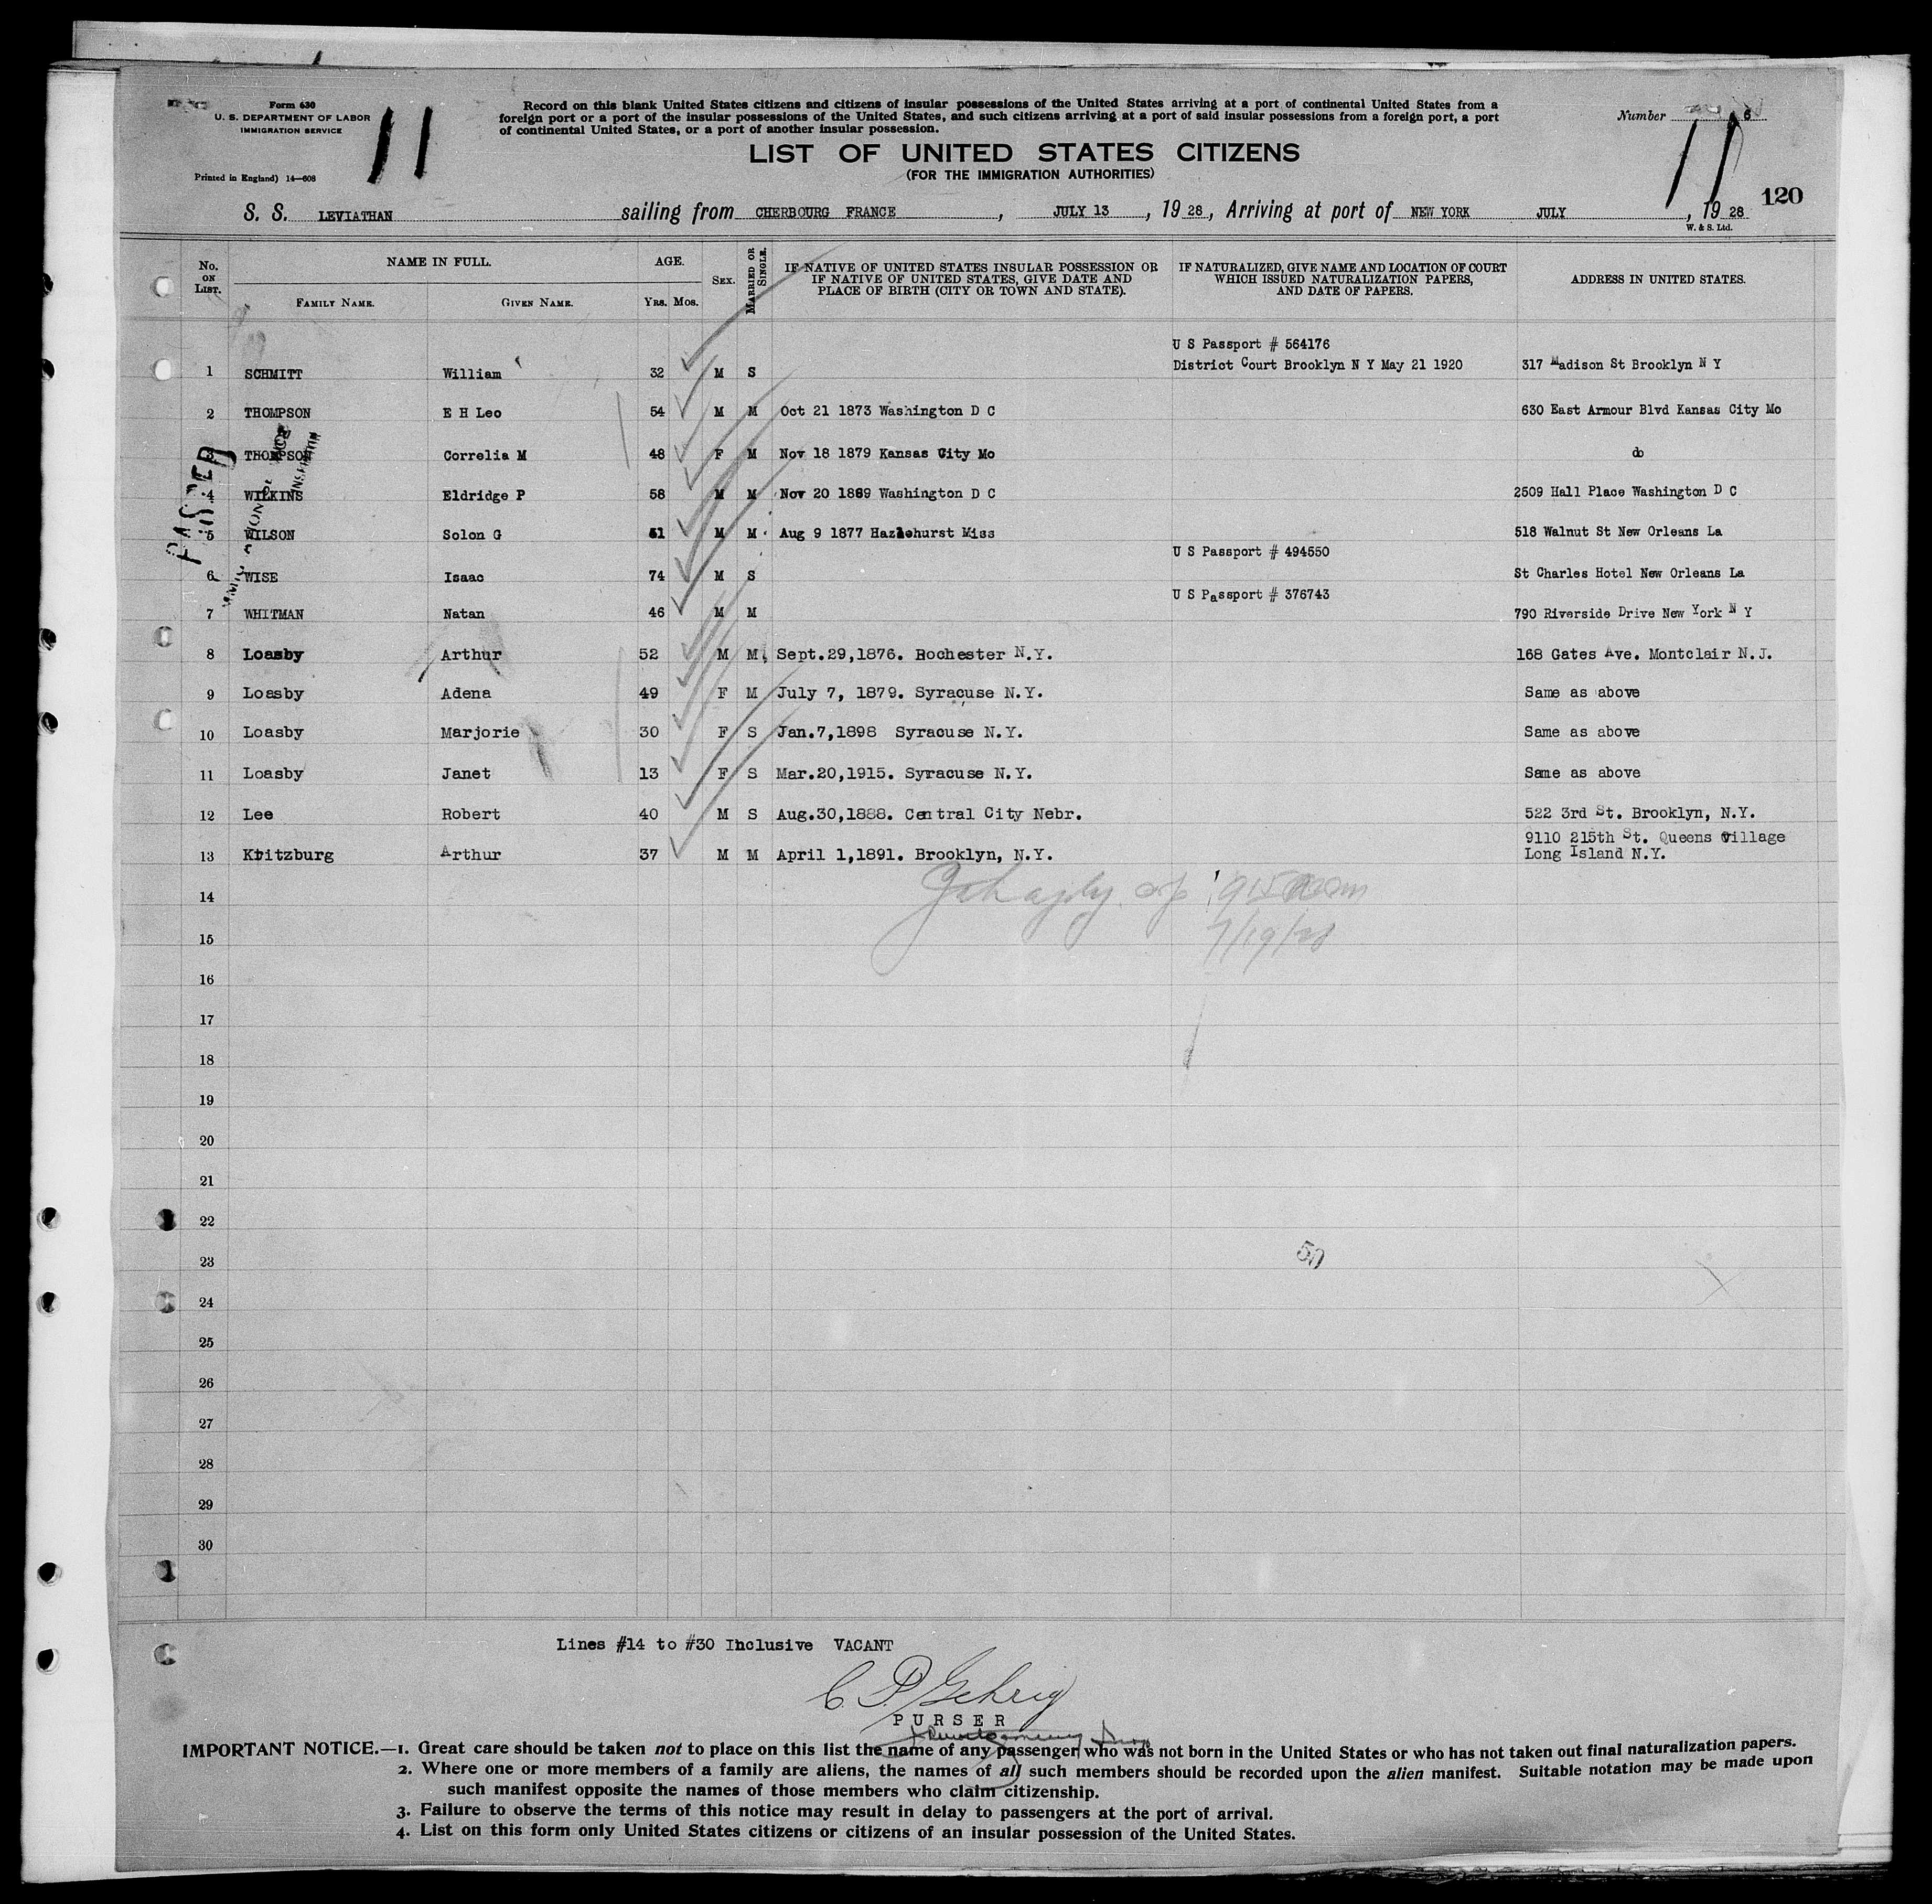 Form 630
U. S. DEPARTMENT OF LABOR
IMMIGRATION SERVICE
Printed in England) 14—608
11
Record on this blank United States citizens and citizens of insular possessions of the United States arriving at a port of continental United States from a
foreign port or a port of the insular possessions of the United States, and such citizens arriving at a port of said insular possessions from a foreign port, a port
of continental United States, or a port of another insular possession.
Number 6
11
LIST OF UNITED STATES CITIZENS
(FOR THE IMMIGRATION AUTHORITIES)
120
S. S. LEVIATHAN sailing from CHERBOURG FRANCE, JULY 13, 1928, Arriving at port of NEW YORK JULY, 1928
W. & S. Ltd.
No. ON LIST. NAME IN FULL. FAMILY NAME. GIVEN NAME. AGE. YRS. MOS. SEX. MARRIED OR SINGLE. IF NATIVE OF UNITED STATES INSULAR POSSESSION OR IF NATIVE OF UNITED STATES, GIVE DATE AND PLACE OF BIRTH (CITY OR TOWN AND STATE). IF NATURALIZED, GIVE NAME AND LOCATION OF COURT WHICH ISSUED NATURALIZATION PAPERS, AND DATE OF PAPERS. ADDRESS IN UNITED STATES.
U S Passport # 564176
1 SCHMITT William 32 M S District Court Brooklyn N Y May 21 1920 317 Madison St Brooklyn N Y
2 THOMPSON E H Leo 54 M M Oct 21 1873 Washington D C 630 East Armour Blvd Kansas City Mo
3 THOMPSON Correlia M 48 F M Nov 18 1879 Kansas City Mo do
4 WILKINS Eldridge P 58 M M Nov 20 1869 Washington D C 2509 Hall Place Washington D C
5 WILSON Solon G 51 M M Aug 9 1877 Hazlehurst Miss 518 Walnut St New Orleans La
U S Passport # 494550
6 WISE Isaac 74 M S St Charles Hotel New Orleans La
U S Passport # 376743
7 WHITMAN Natan 46 M M 790 Riverside Drive New York N Y
8 Loasby Arthur 52 M M Sept.29,1876. Rochester N.Y. 168 Gates Ave. Montclair N.J.
9 Loasby Adena 49 F M July 7, 1879. Syracuse N.Y. Same as above
10 Loasby Marjorie 30 F S Jan.7,1898 Syracuse N.Y. Same as above
11 Loasby Janet 13 F S Mar.20,1915. Syracuse N.Y. Same as above
12 Lee Robert 40 M S Aug.30,1888. Central City Nebr. 522 3rd St. Brooklyn, N.Y.
9110 215th St. Queens Village
13 Kritzburg Arthur 37 M M April 1,1891. Brooklyn, N.Y. Long Island N.Y.
PASSED
7/19/28
14
15
16
17
18
19
20
21
22
23
50
24
25
26
27
28
29
30
Lines #14 to #30 Inclusive VACANT
C. P. Gehrig
PURSER
IMPORTANT NOTICE.—1. Great care should be taken not to place on this list the name of any passenger who was not born in the United States or who has not taken out final naturalization papers.
2. Where one or more members of a family are aliens, the names of all such members should be recorded upon the alien manifest. Suitable notation may be made upon
such manifest opposite the names of those members who claim citizenship.
3. Failure to observe the terms of this notice may result in delay to passengers at the port of arrival.
4. List on this form only United States citizens or citizens of an insular possession of the United States.